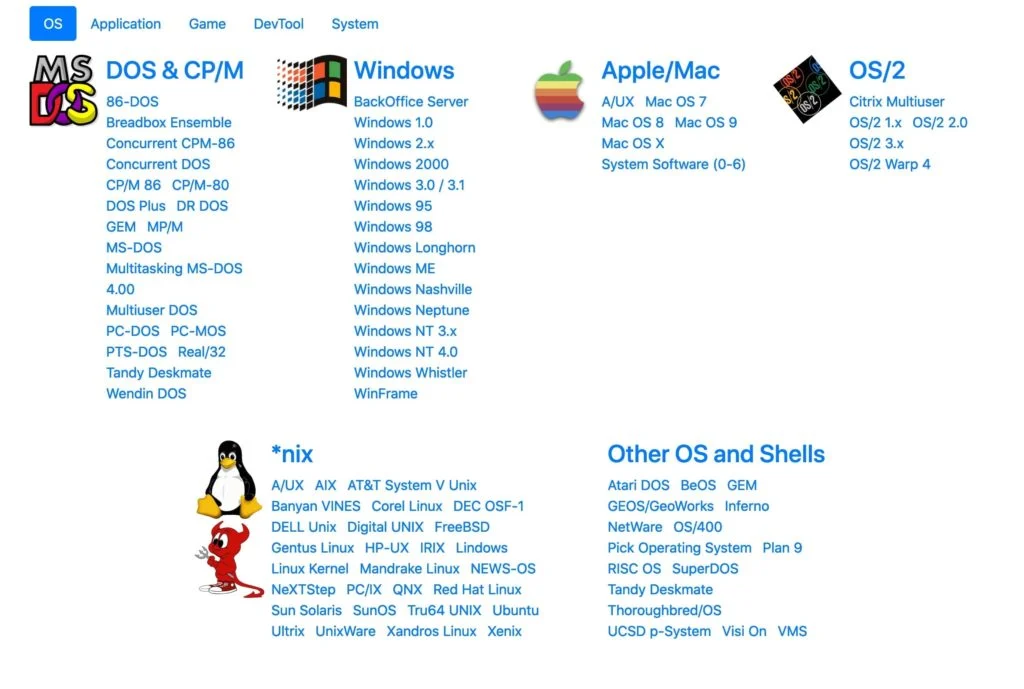 OS Application Game DevTool System
MS DOS
DOS & CP/M
86-DOS
Breadbox Ensemble
Concurrent CPM-86
Concurrent DOS
CP/M 86 CP/M-80
DOS Plus DR DOS
GEM MP/M
MS-DOS
Multitasking MS-DOS
4.00
Multiuser DOS
PC-DOS PC-MOS
PTS-DOS Real/32
Tandy Deskmate
Wendin DOS
Windows
BackOffice Server
Windows 1.0
Windows 2.x
Windows 2000
Windows 3.0 / 3.1
Windows 95
Windows 98
Windows Longhorn
Windows ME
Windows Nashville
Windows Neptune
Windows NT 3.x
Windows NT 4.0
Windows Whistler
WinFrame
Apple/Mac
A/UX Mac OS 7
Mac OS 8 Mac OS 9
Mac OS X
System Software (0-6)
OS/2 OS/2 OS/2 OS/2
OS/2
Citrix Multiuser
OS/2 1.x OS/2 2.0
OS/2 3.x
OS/2 Warp 4
*nix
A/UX AIX AT&T System V Unix
Banyan VINES Corel Linux DEC OSF-1
DELL Unix Digital UNIX FreeBSD
Gentus Linux HP-UX IRIX Lindows
Linux Kernel Mandrake Linux NEWS-OS
NeXTStep PC/IX QNX Red Hat Linux
Sun Solaris SunOS Tru64 UNIX Ubuntu
Ultrix UnixWare Xandros Linux Xenix
Other OS and Shells
Atari DOS BeOS GEM
GEOS/GeoWorks Inferno
NetWare OS/400
Pick Operating System Plan 9
RISC OS SuperDOS
Tandy Deskmate
Thoroughbred/OS
UCSD p-System Visi On VMS